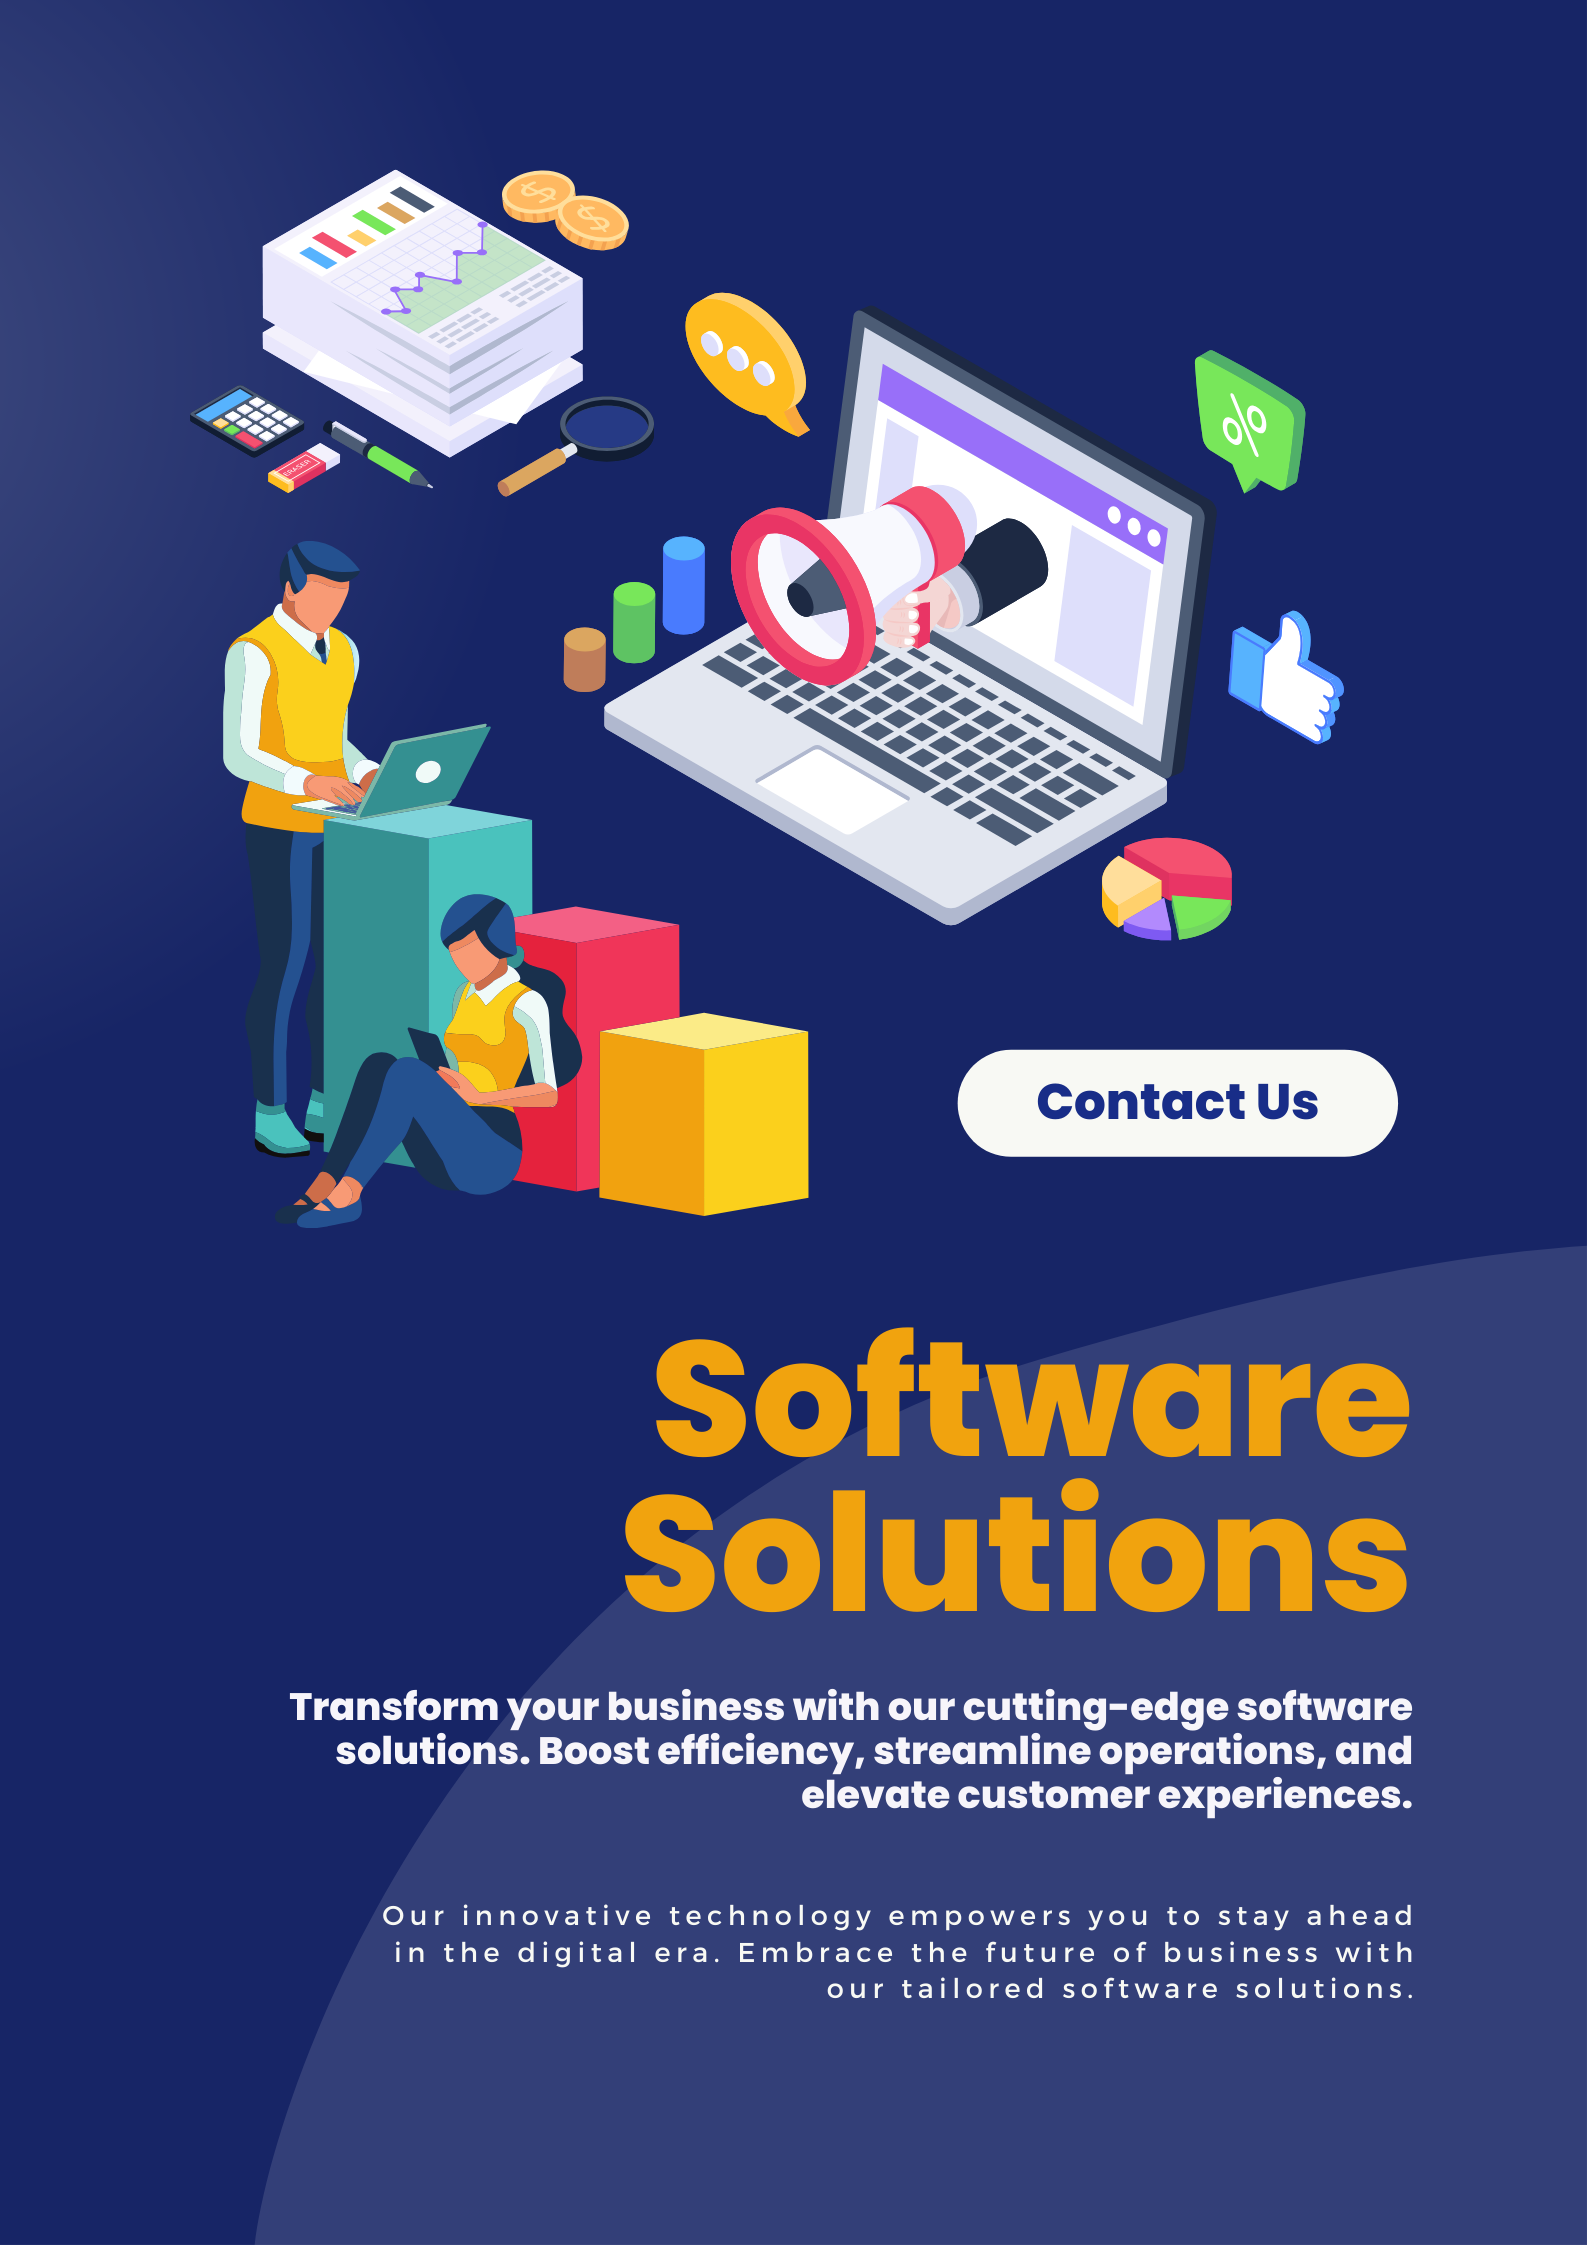 ERASER
%
Contact Us
Software
Solutions
Transform your business with our cutting-edge software
solutions. Boost efficiency, streamline operations, and
elevate customer experiences.
Our innovative technology empowers you to stay ahead
in the digital era. Embrace the future of business with
our tailored software solutions.